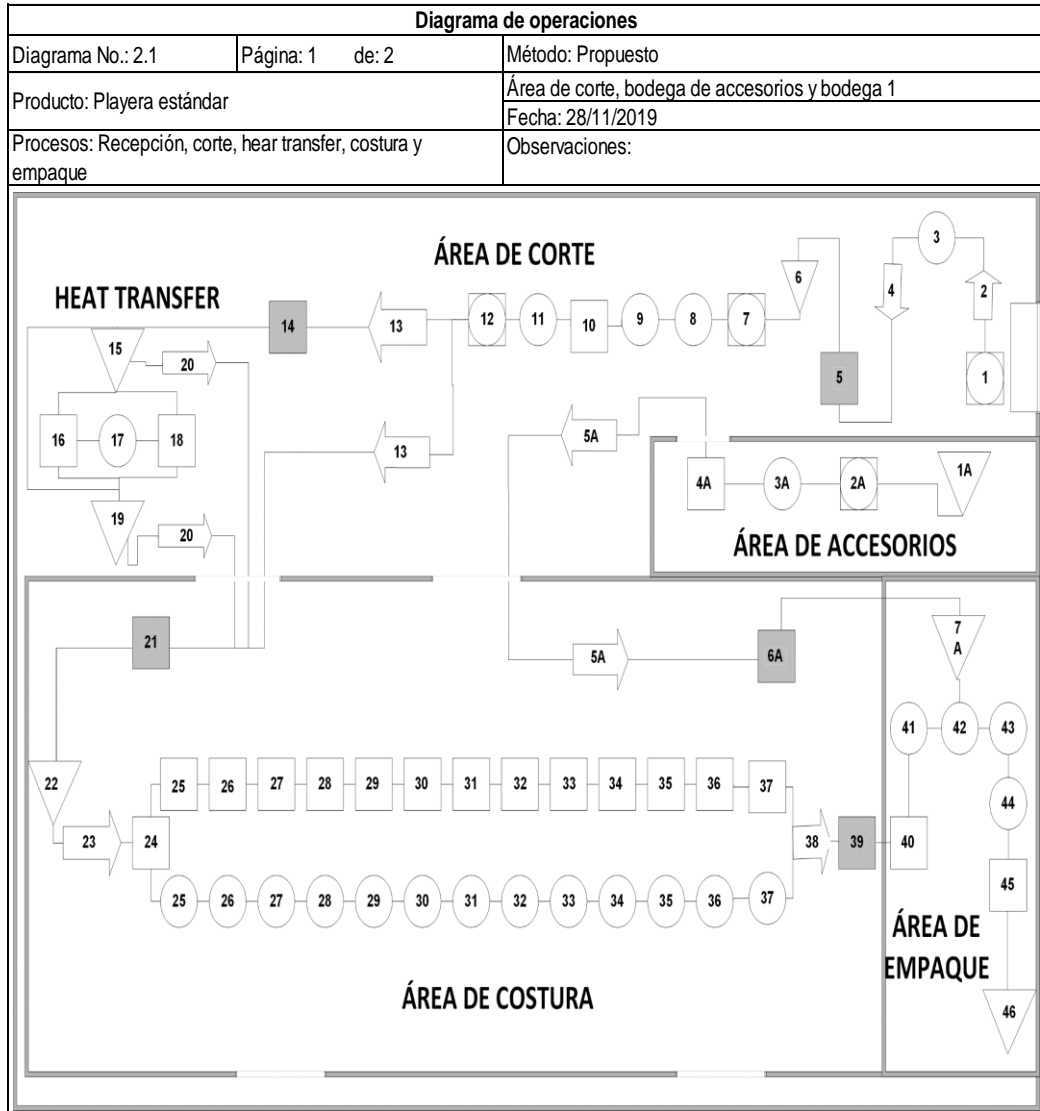 Diagrama de operaciones
Diagrama No.: 2.1 Página: 1 de: 2 Método: Propuesto
Producto: Playera estándar
Área de corte, bodega de accesorios y bodega 1
Fecha: 28/11/2019
Procesos: Recepción, corte, hear transfer, costura y
empaque
Observaciones:
ÁREA DE CORTE
HEAT TRANSFER
3
6 4 2
14 13 12 11 10 9 8 7
15 20 5 1
16 17 18 13 5A
4A 3A 2A 1A
19 20
ÁREA DE ACCESORIOS
21 5A 6A 7
A
41 42 43
22 25 26 27 28 29 30 31 32 33 34 35 36 37
44
23 24 38 39 40
25 26 27 28 29 30 31 32 33 34 35 36 37
45
ÁREA DE
EMPAQUE
ÁREA DE COSTURA
46